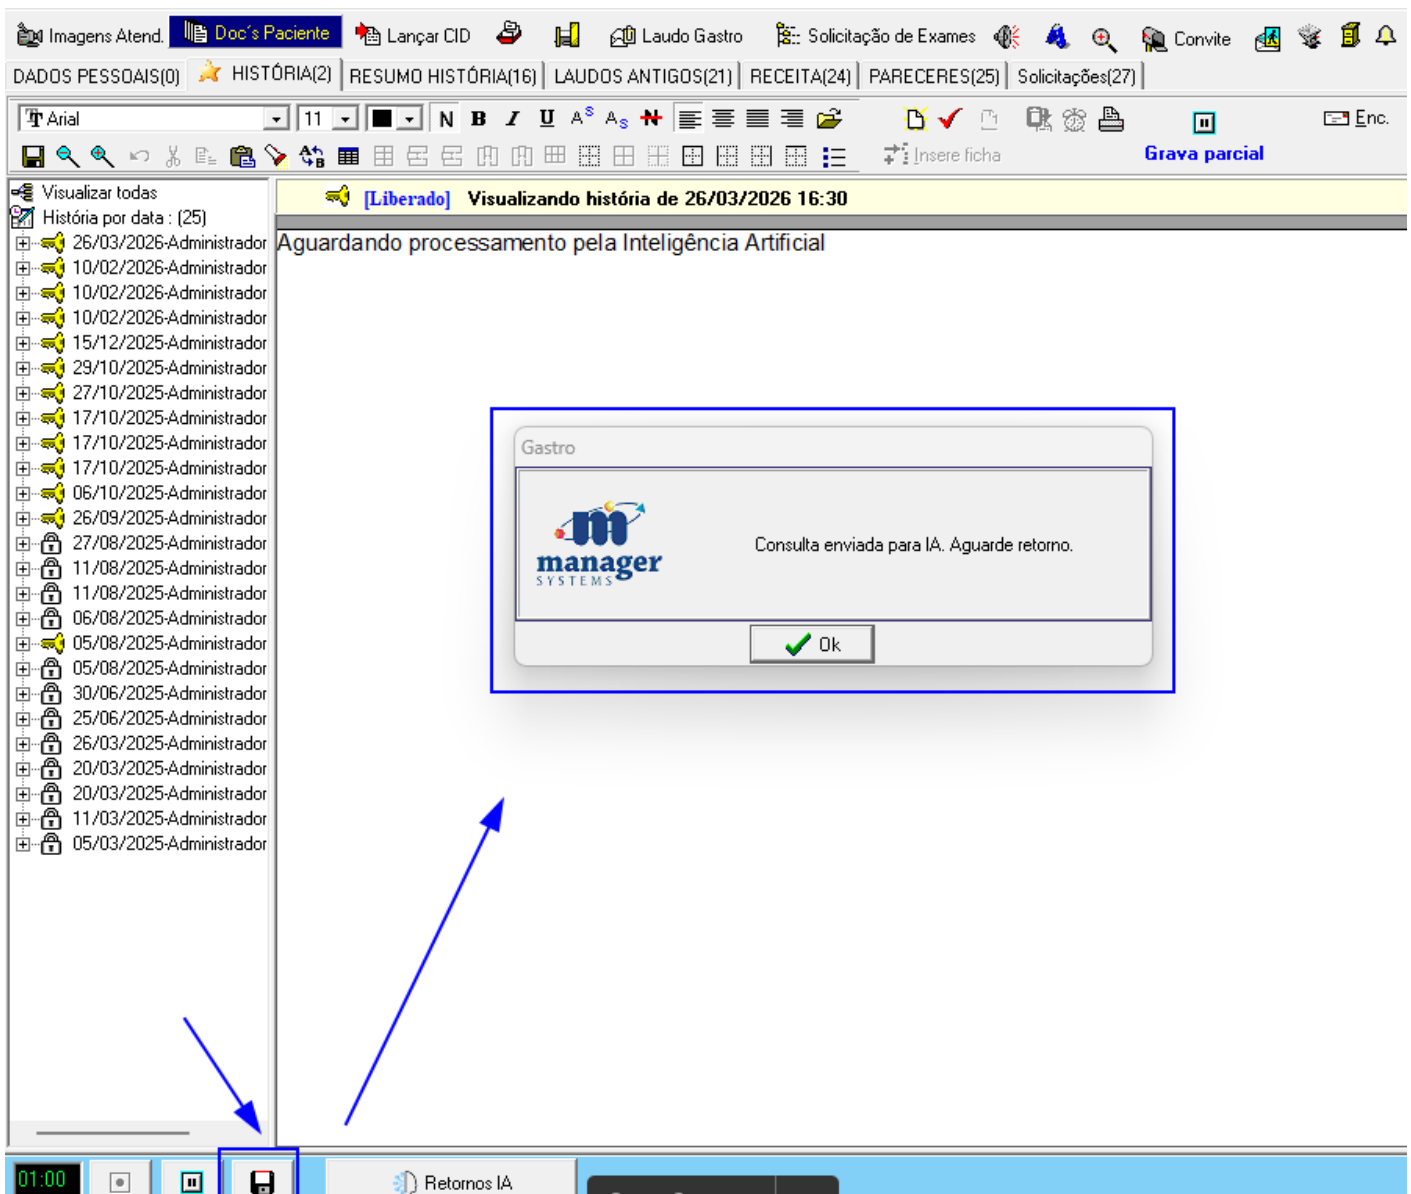 Imagens Atend. Doc's Paciente Lançar CID Laudo Gastro Solicitação de Exames Convite
DADOS PESSOAIS(0) HISTÓRIA(2) RESUMO HISTÓRIA(16) LAUDOS ANTIGOS(21) RECEITA(24) PARECERES(25) Solicitações(27)
Arial 11 N B I U A^S A_S N Enc.
Insere ficha Grava parcial
Visualizar todas
[Liberado] Visualizando história de 26/03/2026 16:30
História por data : (25)
26/03/2026-Administrador
Aguardando processamento pela Inteligência Artificial
10/02/2026-Administrador
10/02/2026-Administrador
10/02/2026-Administrador
15/12/2025-Administrador
29/10/2025-Administrador
27/10/2025-Administrador
17/10/2025-Administrador
17/10/2025-Administrador
17/10/2025-Administrador
06/10/2025-Administrador
26/09/2025-Administrador
27/08/2025-Administrador
11/08/2025-Administrador
11/08/2025-Administrador
06/08/2025-Administrador
05/08/2025-Administrador
05/08/2025-Administrador
30/06/2025-Administrador
25/06/2025-Administrador
26/03/2025-Administrador
20/03/2025-Administrador
20/03/2025-Administrador
11/03/2025-Administrador
05/03/2025-Administrador
Gastro
m
manager
SYSTEMS
Consulta enviada para IA. Aguarde retorno.
Ok
01:00 Retornos IA